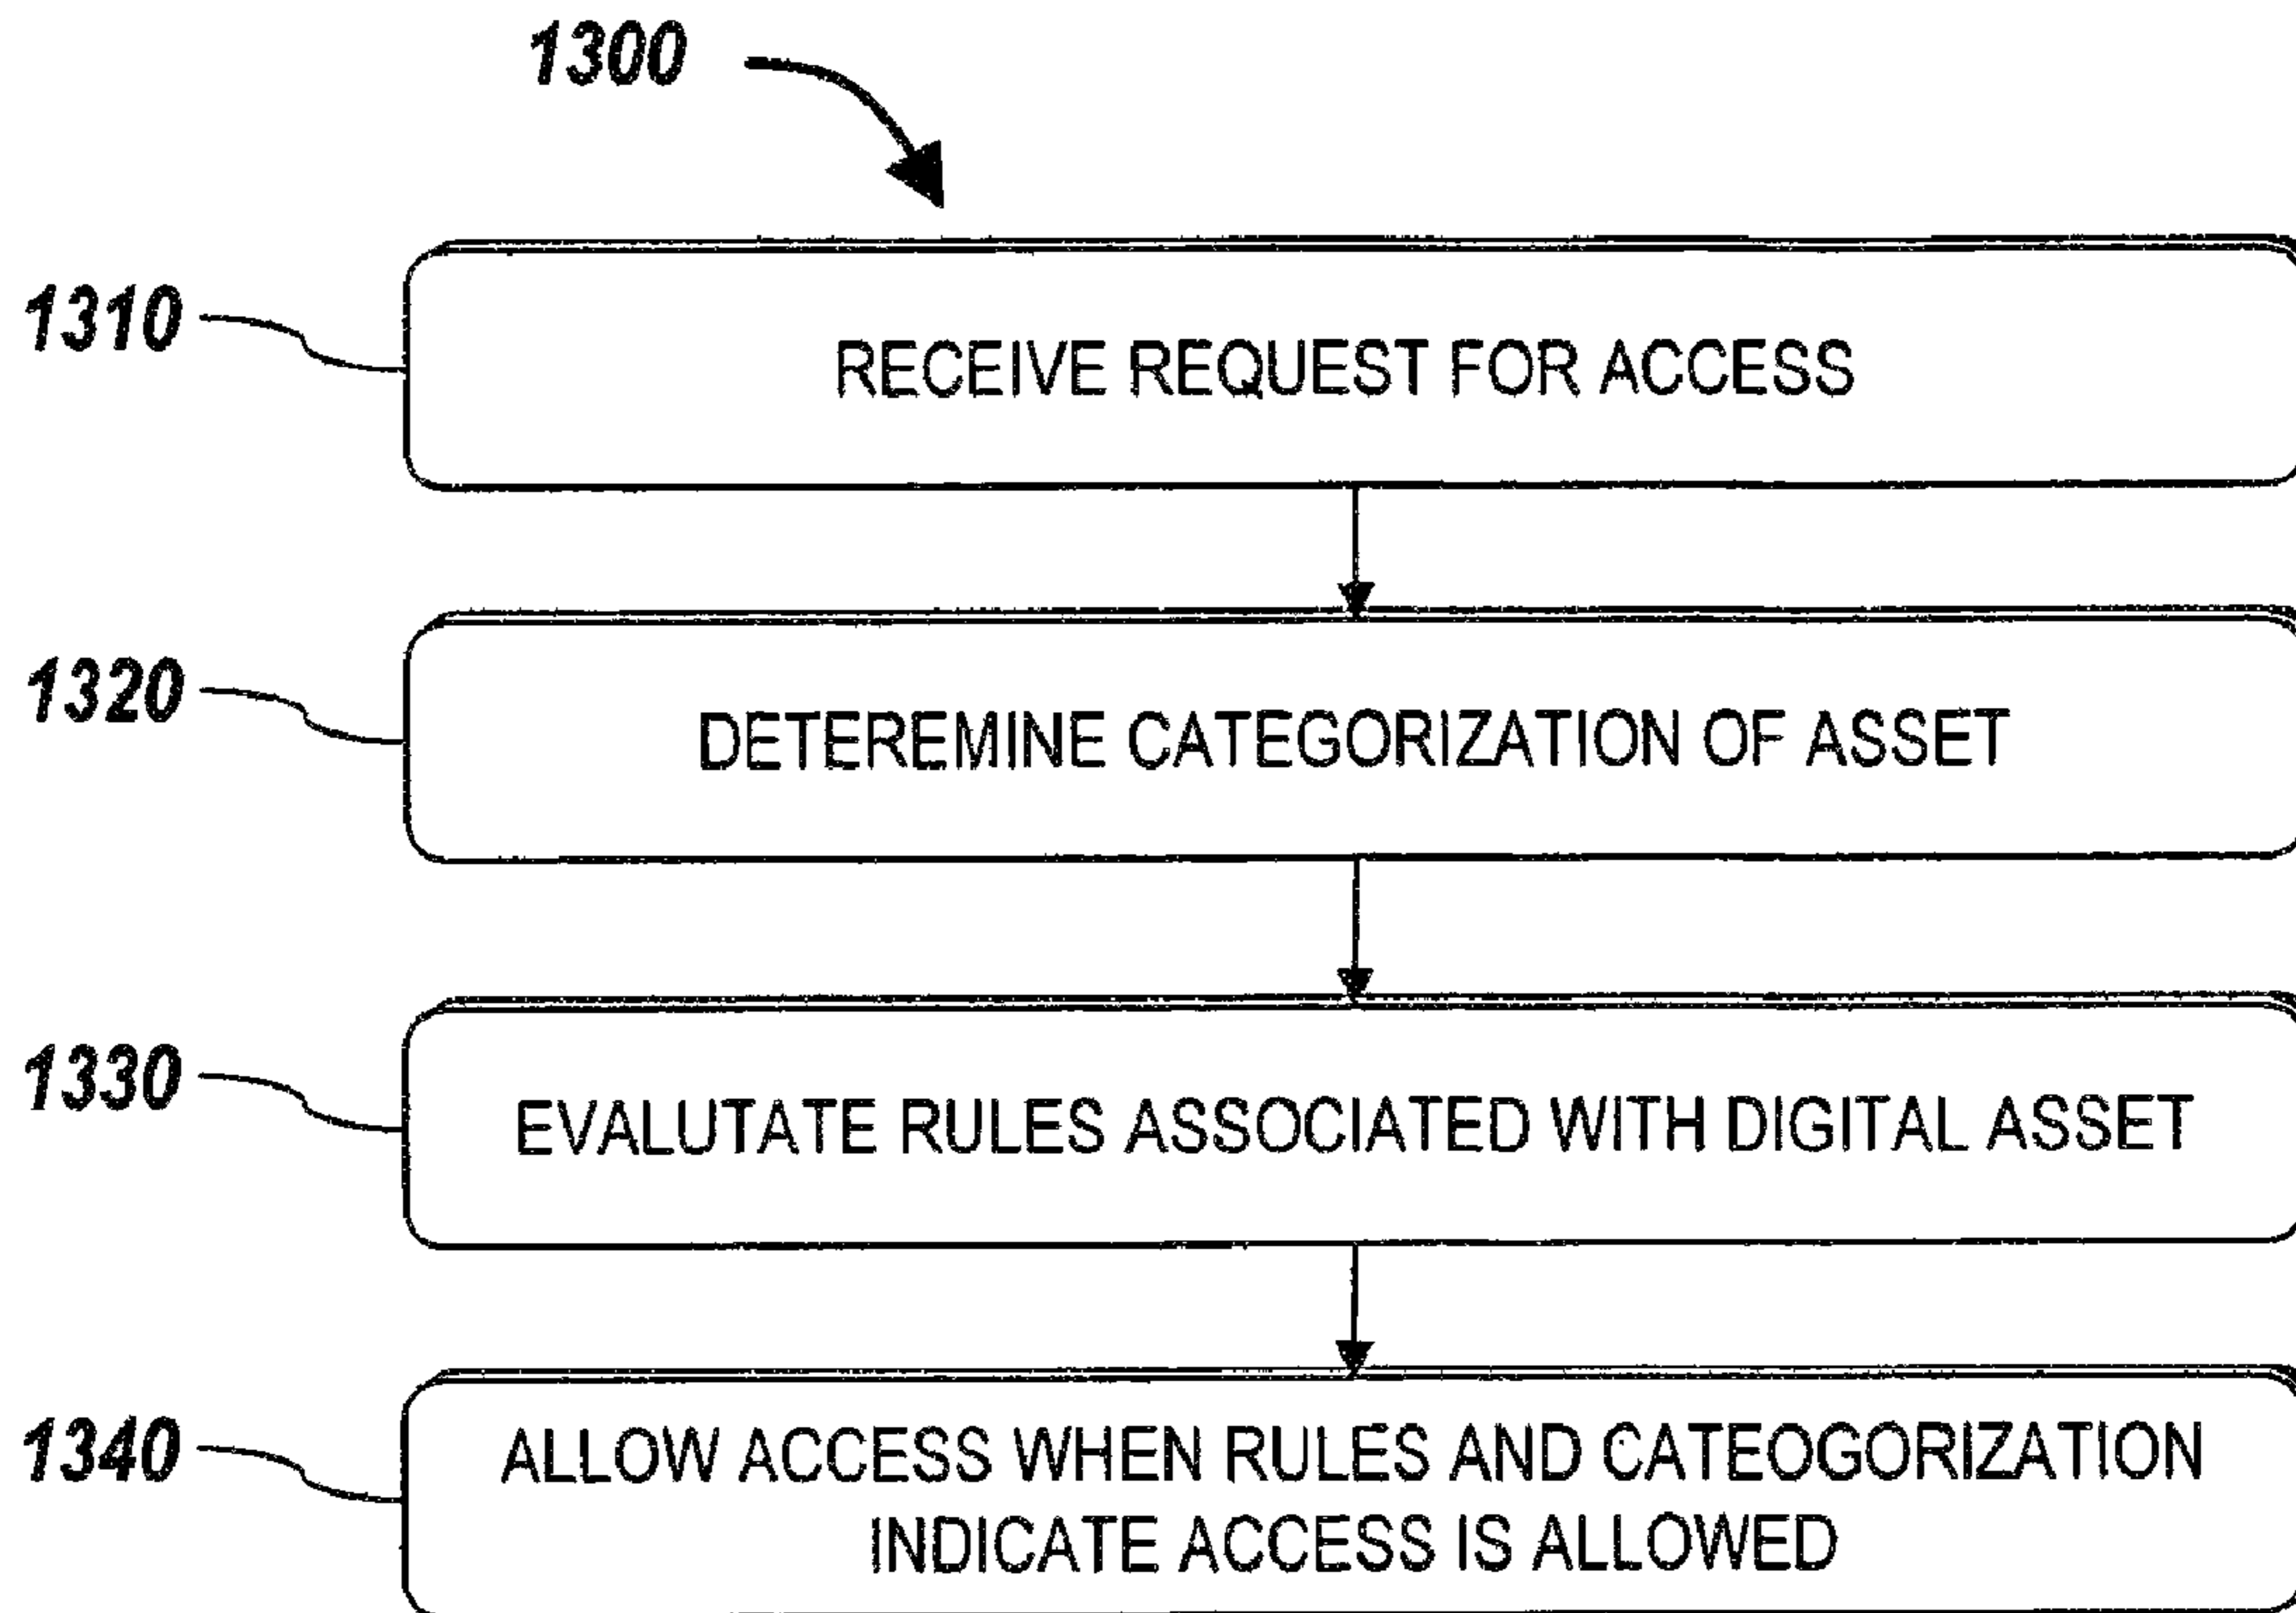 1300
1310
RECEIVE REQUEST FOR ACCESS
1320
DETEREMINE CATEGORIZATION OF ASSET
1330
EVALUTATE RULES ASSOCIATED WITH DIGITAL ASSET
1340
ALLOW ACCESS WHEN RULES AND CATEOGORIZATION
INDICATE ACCESS IS ALLOWED